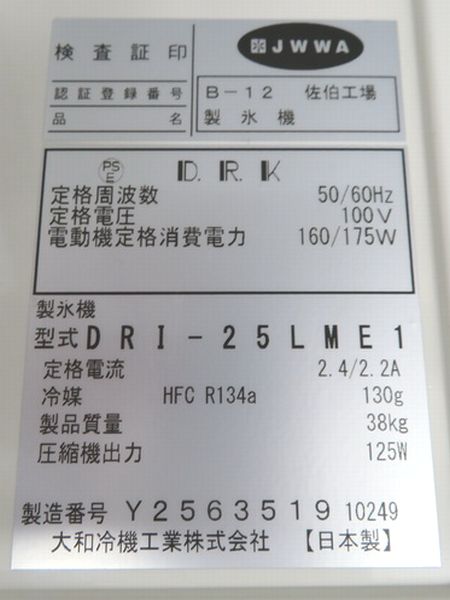 検査証印 JWWA
認証登録番号 B-12 佐伯工場
品名 製氷機
PSE D.R.K
定格周波数 50/60Hz
定格電圧 100V
電動機定格消費電力 160/175W
製氷機
型式 DRI-25LME1
定格電流 2.4/2.2A
冷媒 HFC R134a 130g
製品質量 38kg
圧縮機出力 125W
製造番号 Y2563519 10249
大和冷機工業株式会社 【日本製】